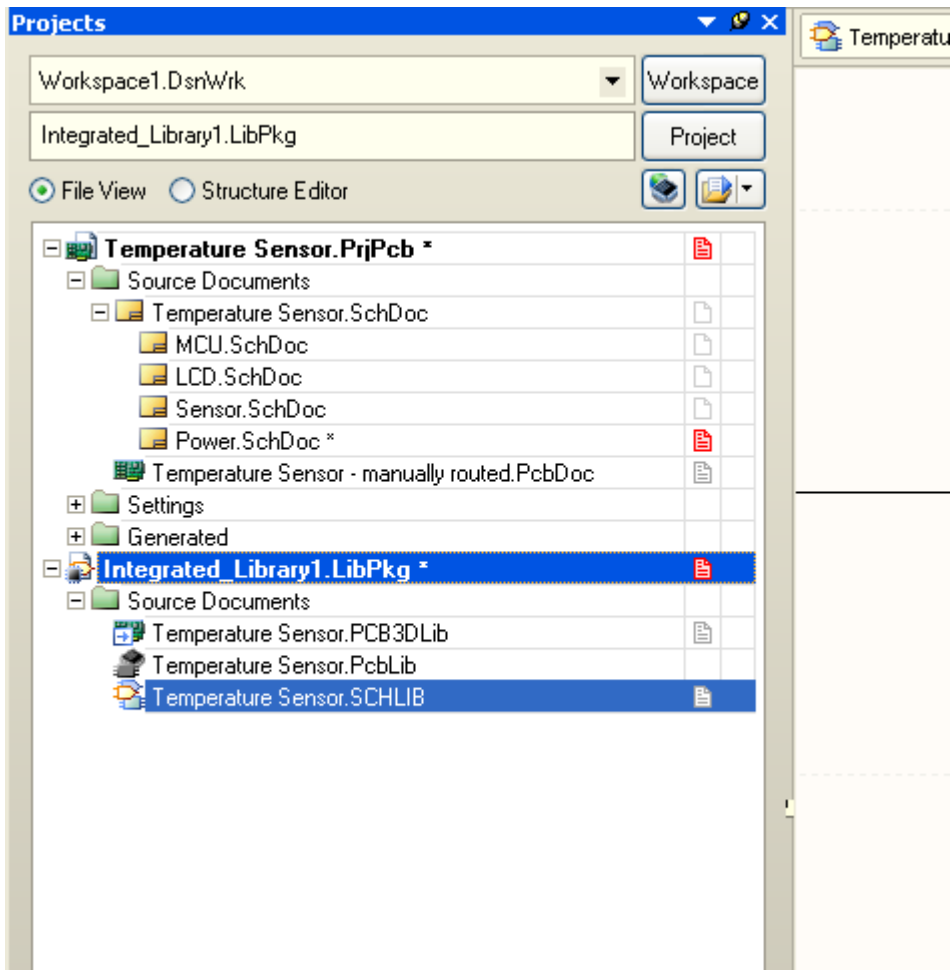 Projects
Temperatu
Workspace1.DsnWrk
Workspace
Integrated_Library1.LibPkg
Project
File View
Structure Editor
Temperature Sensor.PrjPcb *
Source Documents
Temperature Sensor.SchDoc
MCU.SchDoc
LCD.SchDoc
Sensor.SchDoc
Power.SchDoc *
Temperature Sensor - manually routed.PcbDoc
Settings
Generated
Integrated_Library1.LibPkg *
Source Documents
Temperature Sensor.PCB3DLib
Temperature Sensor.PcbLib
Temperature Sensor.SCHLIB